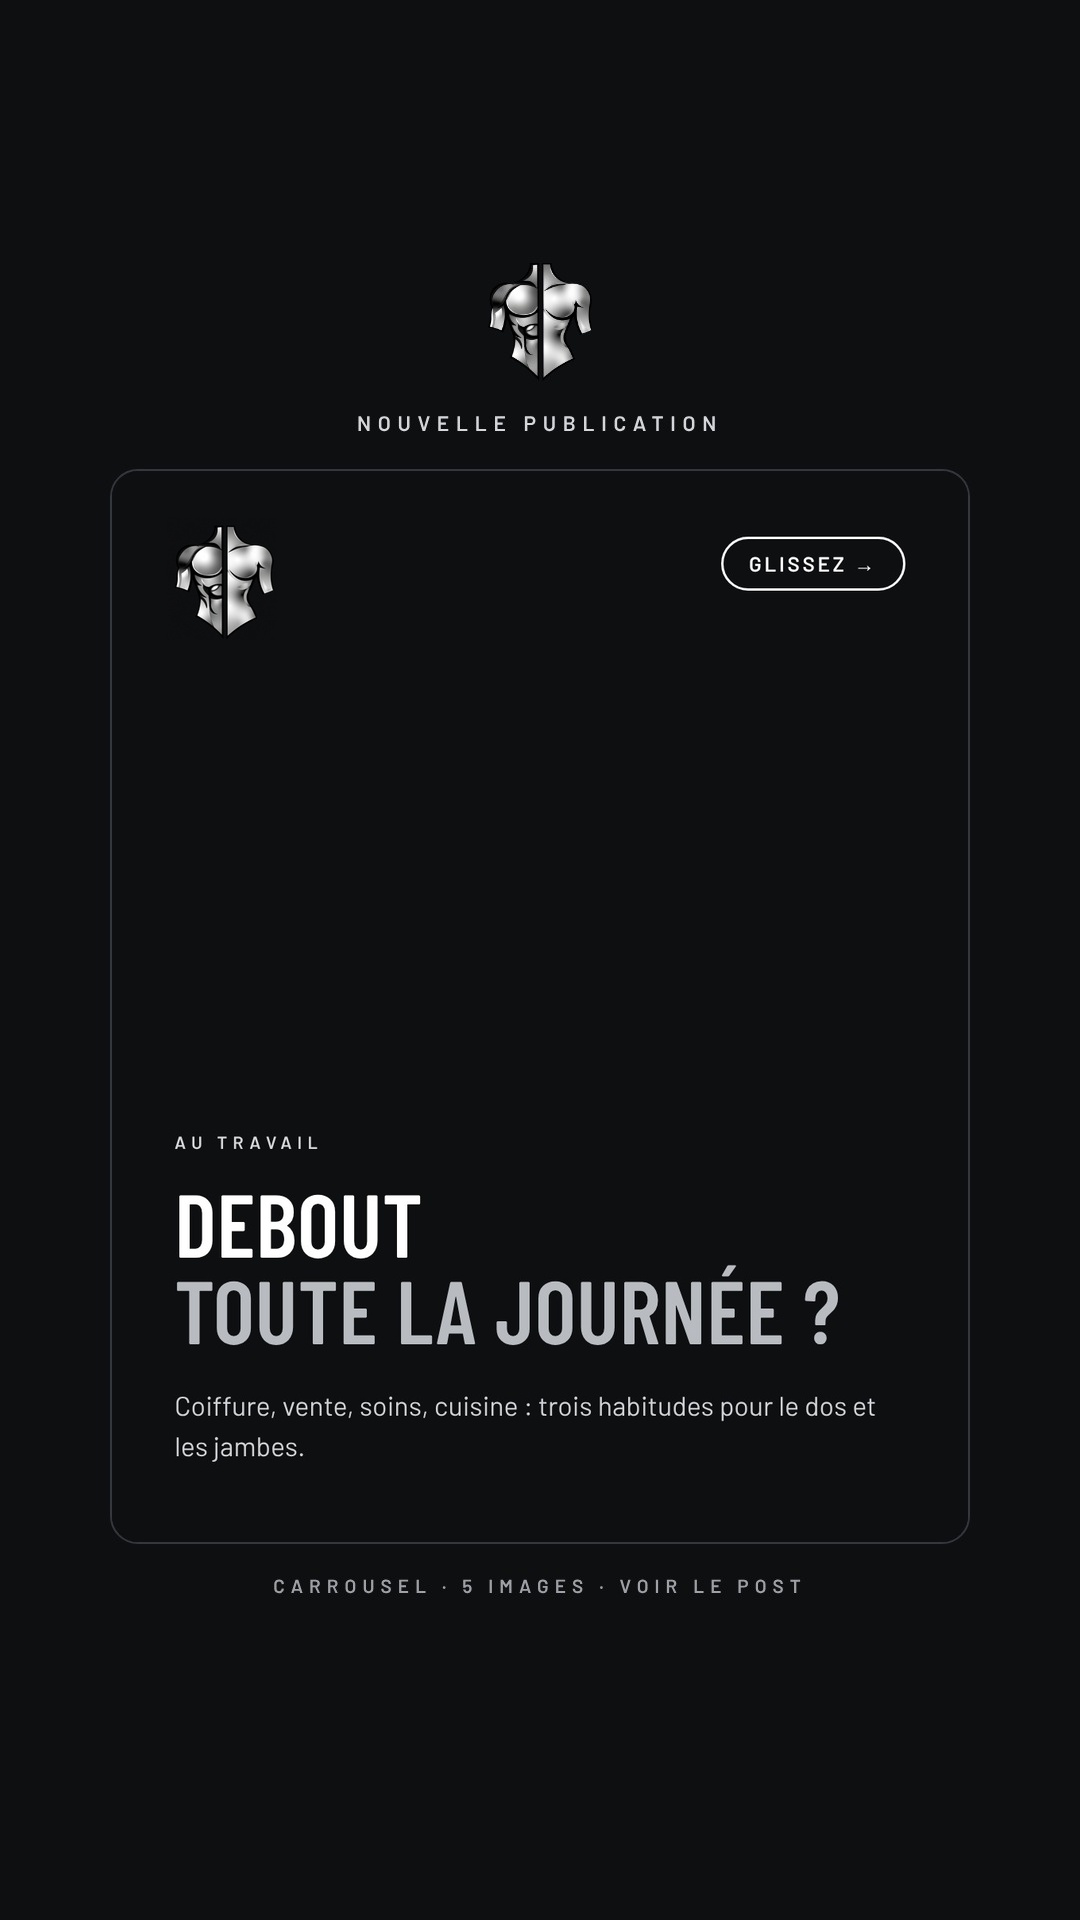 NOUVELLE PUBLICATION
GLISSEZ →
AU TRAVAIL
DEBOUT
TOUTE LA JOURNÉE ?
Coiffure, vente, soins, cuisine : trois habitudes pour le dos et
les jambes.
CARROUSEL · 5 IMAGES · VOIR LE POST